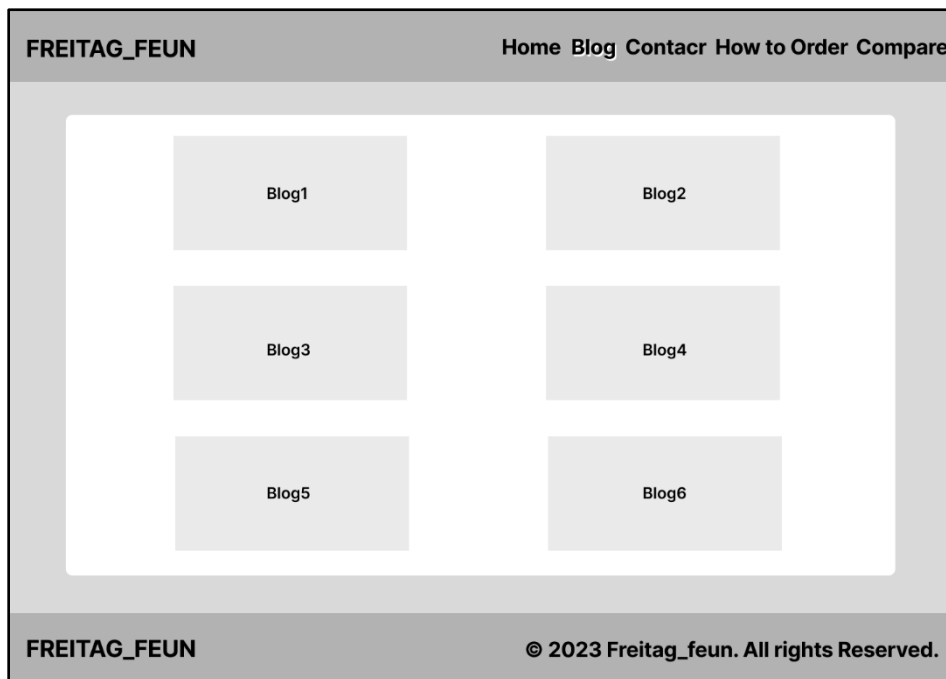 FREITAG_FEUN
Home Blog Contacr How to Order Compare
Blog1
Blog2
Blog3
Blog4
Blog5
Blog6
FREITAG_FEUN
© 2023 Freitag_feun. All rights Reserved.